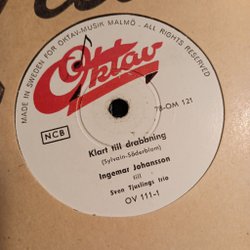 MADE IN SWEDEN FOR OKTAV-MUSIK MALMÖ - ALL RIGHTS RESERVED
Oktav
78-OM 121
NCB
Klart till drabbning
(Sylvain-Söderblom)
Ingemar Johansson
till
Sven Tjuslings trio
OV 111-1